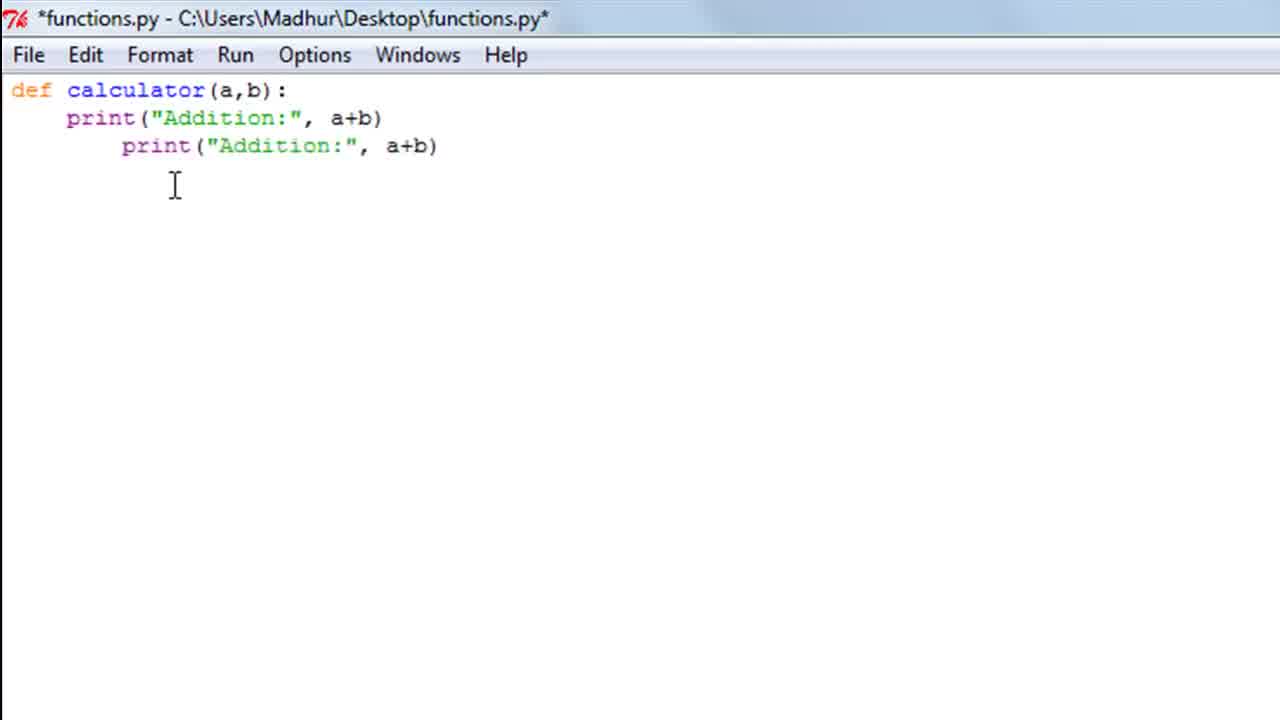 *functions.py - C:\Users\Madhur\Desktop\functions.py*
File Edit Format Run Options Windows Help
def calculator(a,b):
    print("Addition:", a+b)
        print("Addition:", a+b)